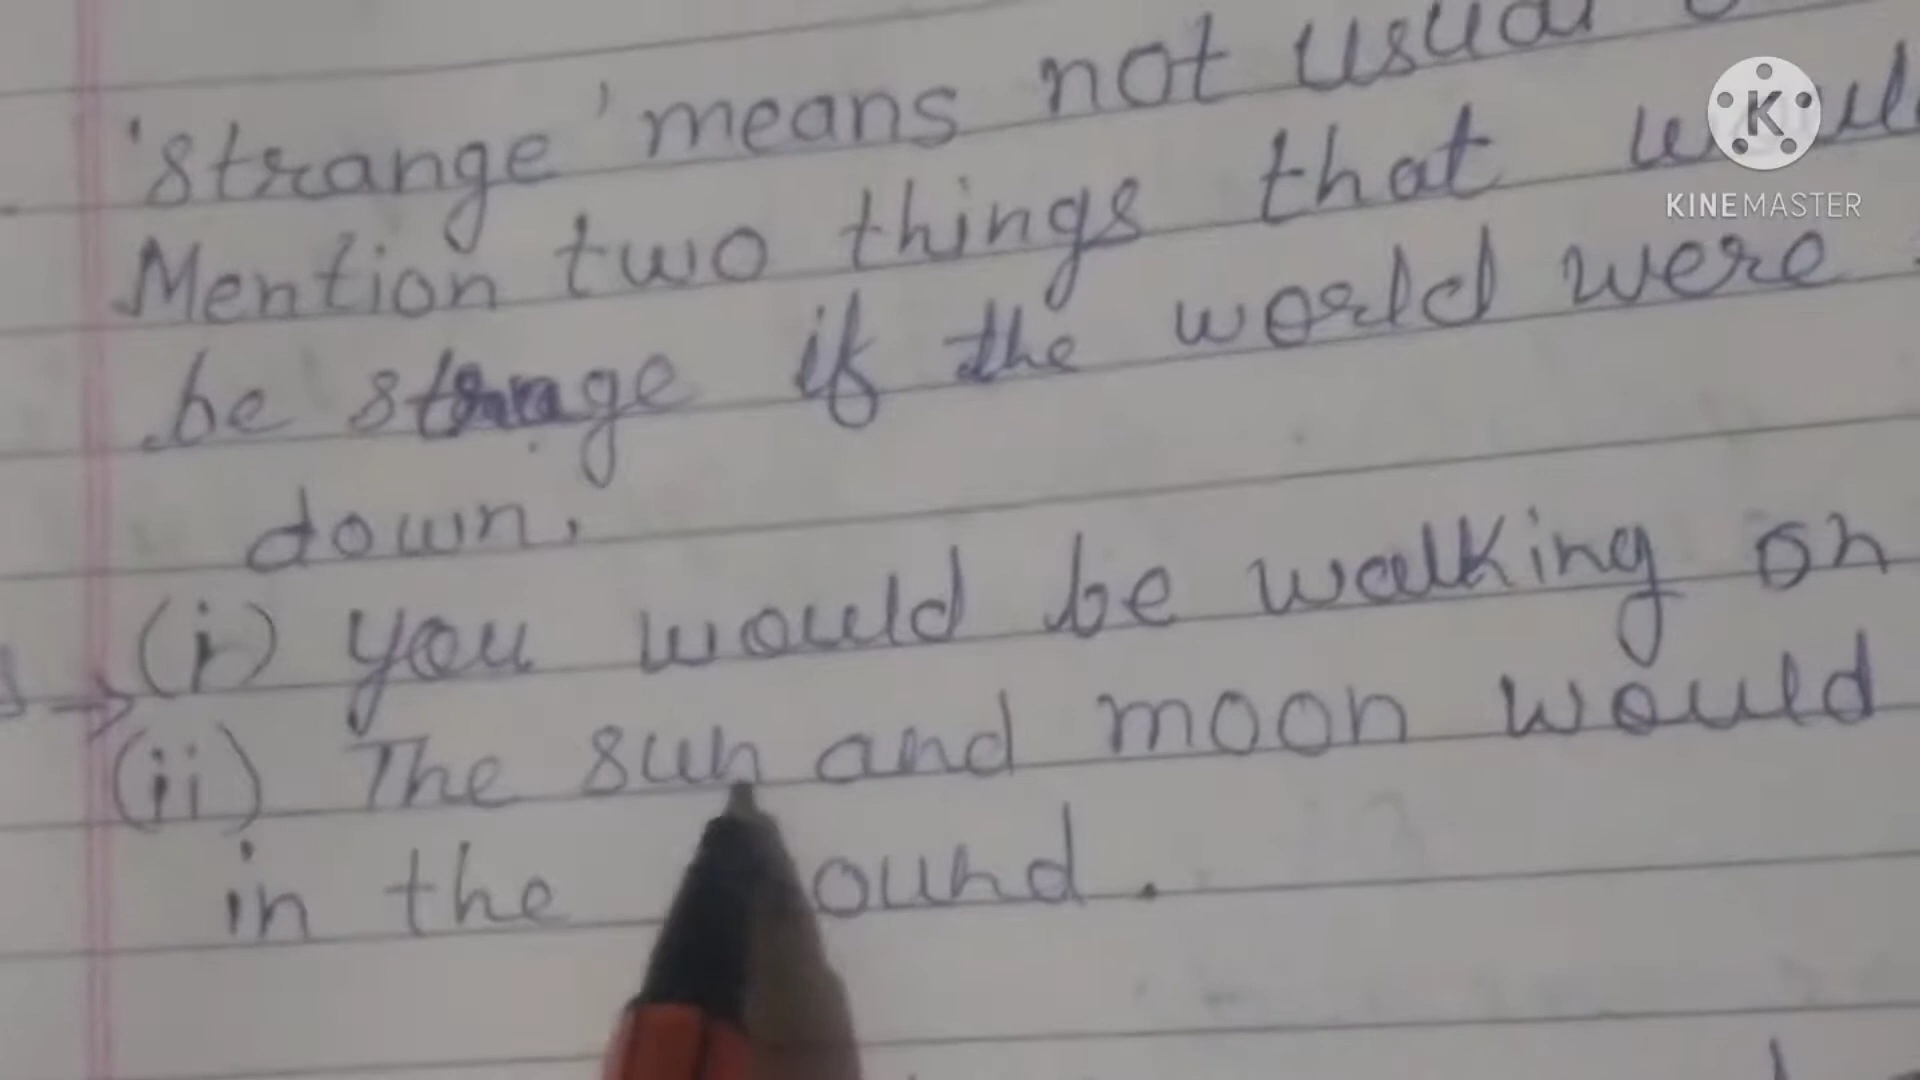 'strange' means not usual
Mention two things that
be strange if the world were
down.
(i) you would be walking on
(ii) The sun and moon would
in the
KINEMASTER